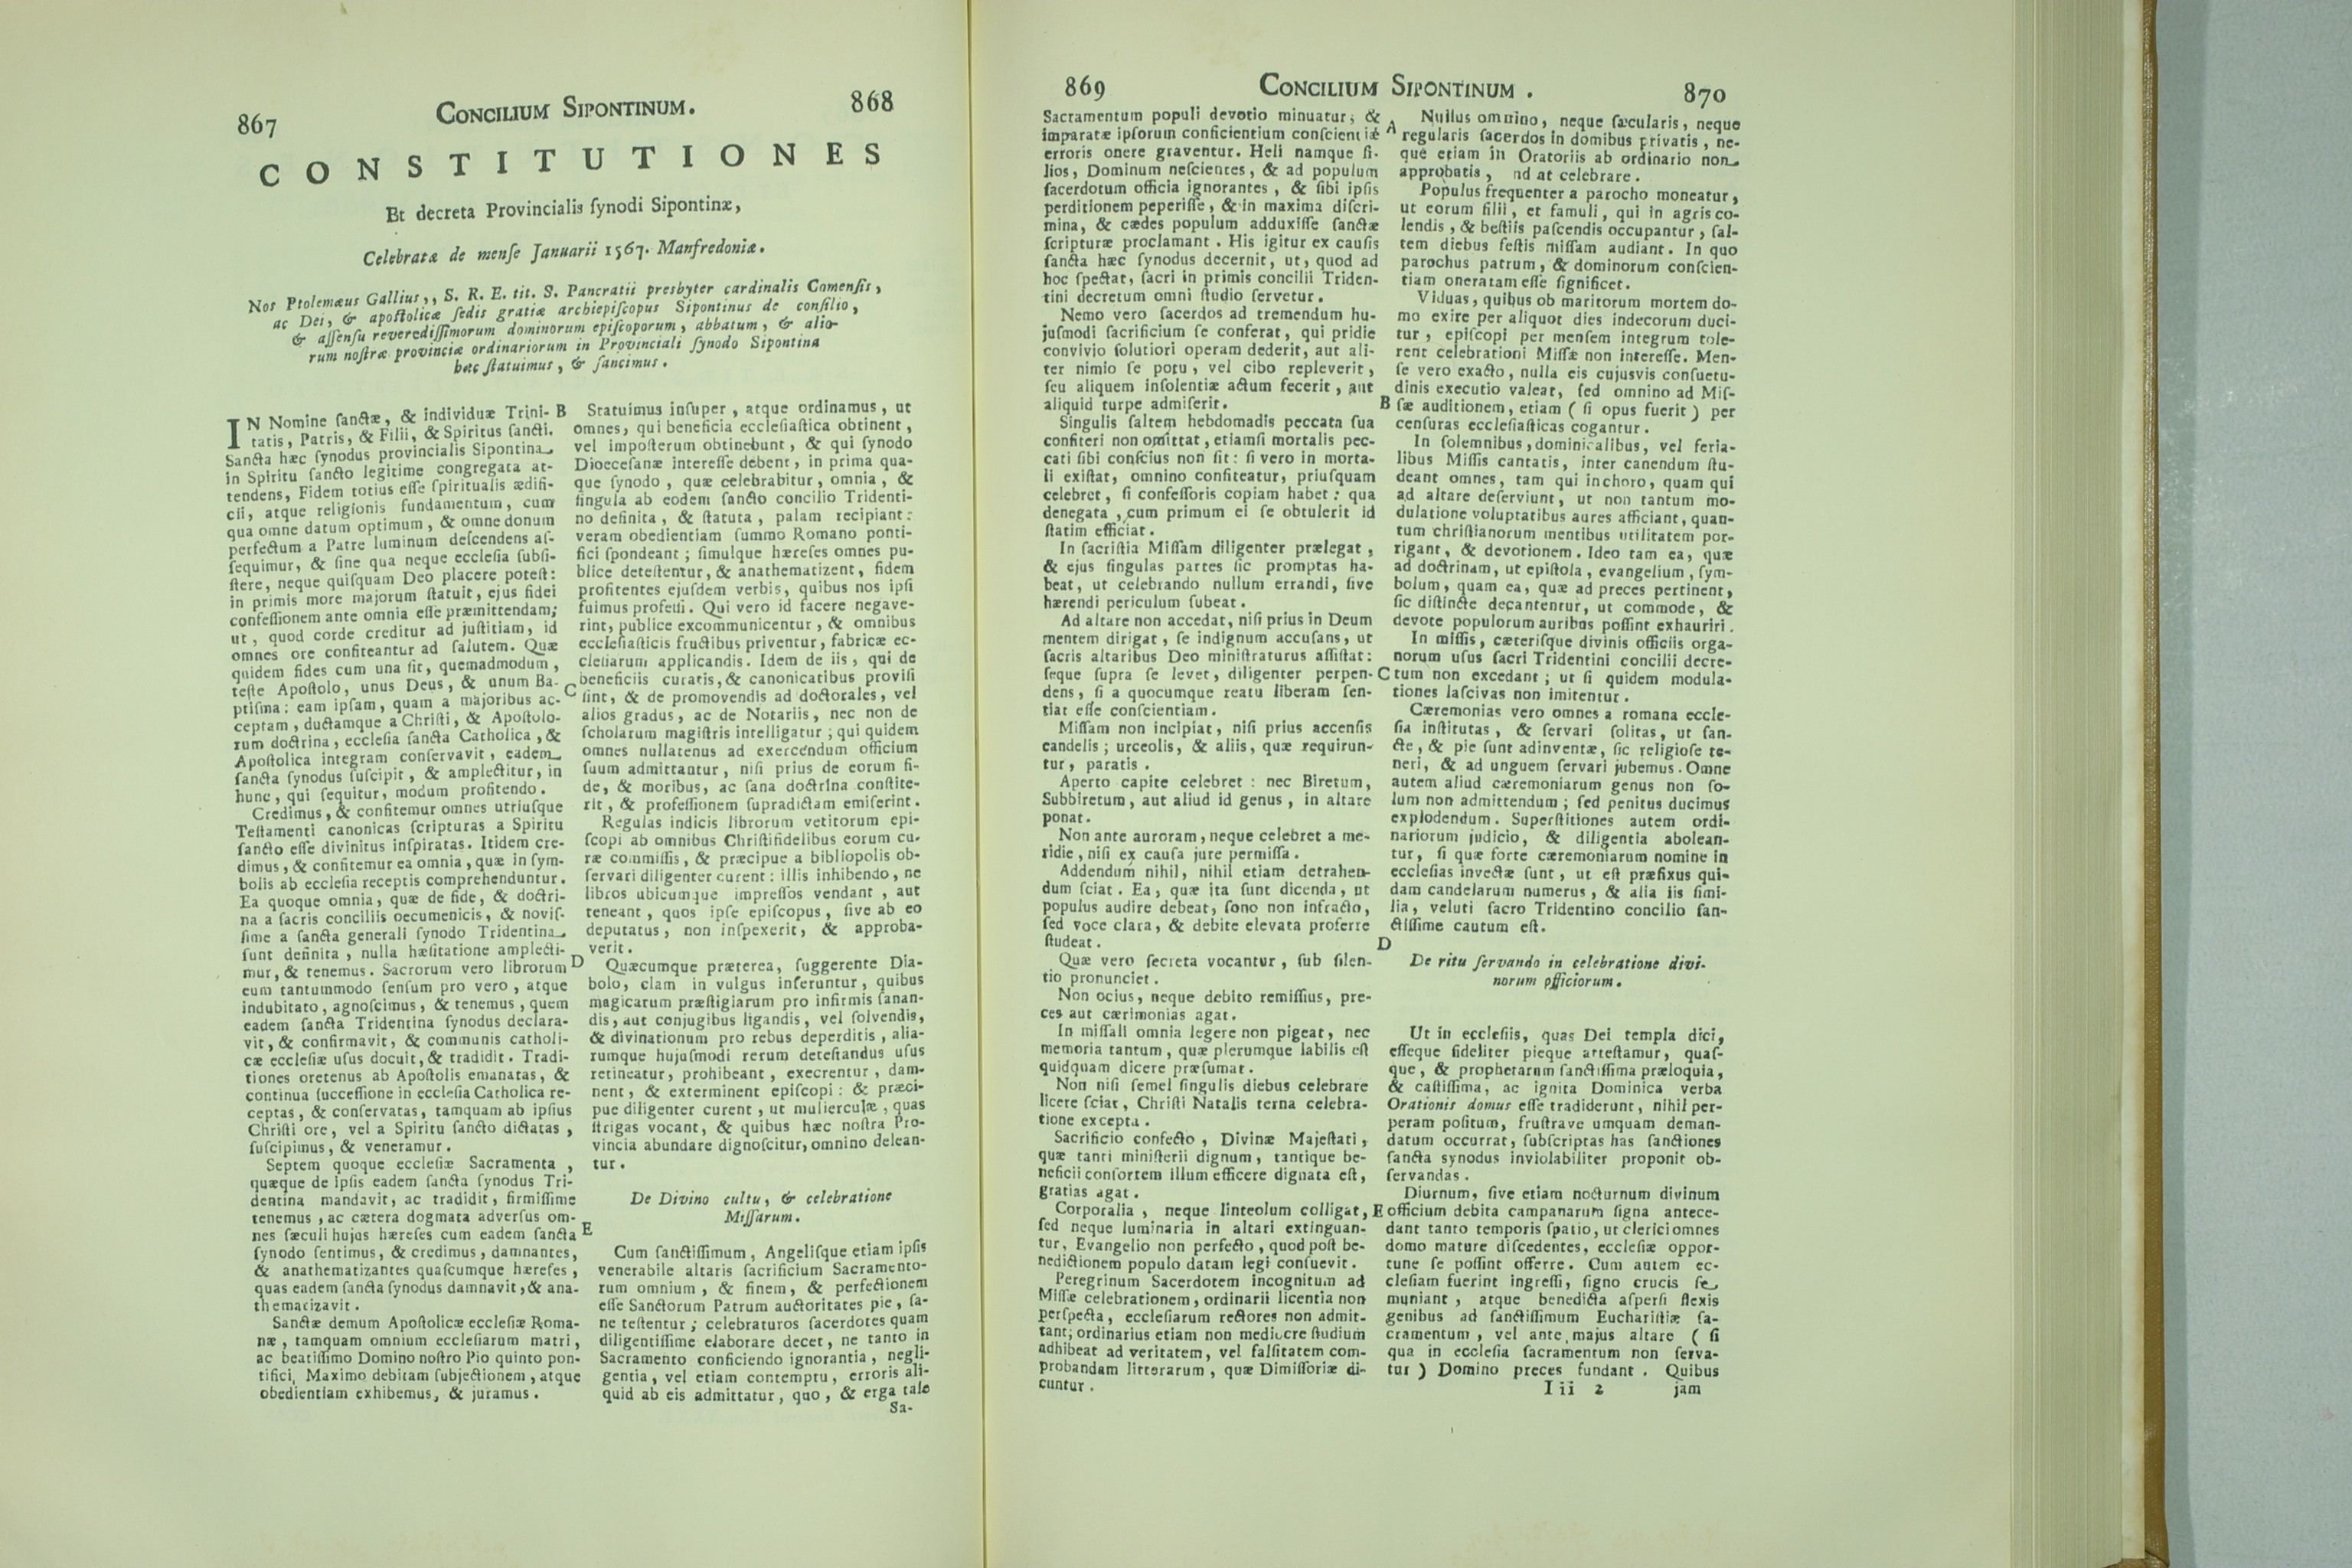 867
CONCILIUM SIPONTINUM.
868
CONSTITUTIONES
Et decreta Provincialis ſynodi Sipontinæ,
Celebratæ de menſe Januarii 1567. Manfredoniæ.
Nos Ptolemæus Gallius,, S. R. E. tit. S. Pancratii presbyter cardinalis Comenſis,
ac Dei, & apoſtolicæ ſedis gratiæ archiepiſcopus Sipontinus de conſilio,
& aſſenſu reverediſſimorum dominorum epiſcoporum, abbatum, & alio-
rum noſtræ provinciæ ordinariorum in Provinciali ſynodo Sipontina
hæc ſtatuimus, & ſancimus.
IN Nomine ſanctæ, & individuæ Trini-
tatis, Patris, & Filii, & Spiritus ſancti.
Sancta hæc ſynodus provincialis Sipontina
in Spiritu ſancto legitime congregata at-
tendens, Fidem totius eſſe ſpiritualis ædifi-
cii, atque religionis fundamentum, cum
qua omne datum optimum, & omne donum
perfectum a Patre luminum deſcendens aſ-
ſequimur, & ſine qua neque eccleſia ſubſi-
ſtere, neque quiſquam Deo placere poteſt:
in primis more majorum ſtatuit, ejus fidei
confeſſionem ante omnia eſſe præmittendam;
ut, quod corde creditur ad juſtitiam, id
omnes ore confiteantur ad ſalutem. Quæ
quidem fides cum una ſit, quemadmodum,
teſte Apoſtolo, unus Deus, & unum Ba-
ptiſma: eam ipſam, quam a majoribus ac-
ceptam, ductamque a Chriſti, & Apoſtolo-
rum doctrina, eccleſia ſancta Catholica, &
Apoſtolica integram conſervavit, eadem
ſancta ſynodus ſuſcipit, & amplectitur, in
hunc, qui ſequitur, modum profitendo.
Credimus, & confitemur omnes utriuſque
Teſtamenti canonicas ſcripturas a Spiritu
ſancto eſſe divinitus inſpiratas. Itidem cre-
dimus, & confitemur ea omnia, quæ in ſym-
bolis ab eccleſia receptis comprehenduntur.
Ea quoque omnia, quæ de fide, & doctri-
na a ſacris conciliis oecumenicis, & noviſ-
ſime a ſancta generali ſynodo Tridentina
ſunt definita, nulla hæſitatione amplecti-
mur, & tenemus. Sacrorum vero librorum
eum tantummodo ſenſum pro vero, atque
indubitato, agnoſcimus, & tenemus, quem
eadem ſancta Tridentina ſynodus declara-
vit, & confirmavit, & communis catholi-
cæ eccleſiæ uſus docuit, & tradidit. Tradi-
tiones oretenus ab Apoſtolis emanatas, &
continua ſucceſſione in eccleſia Catholica re-
ceptas, & conſervatas, tamquam ab ipſius
Chriſti ore, vel a Spiritu ſancto dictatas,
ſuſcipimus, & veneramur.
Septem quoque eccleſiæ Sacramenta,
quæque de ipſis eadem ſancta ſynodus Tri-
dentina mandavit, ac tradidit, firmiſſime
tenemus, ac cætera dogmata adverſus om-
nes ſæculi hujus hæreſes cum eadem ſancta
ſynodo ſentimus, & credimus, damnantes,
& anathematizantes quaſcumque hæreſes,
quas eadem ſancta ſynodus damnavit, & ana-
thematizavit.
Sanctæ demum Apoſtolicæ eccleſiæ Roma-
næ, tamquam omnium eccleſiarum matri,
ac beatiſſimo Domino noſtro Pio quinto pon-
tifici, Maximo debitam ſubjectionem, atque
obedientiam exhibemus, & juramus.
B
C
D
E
Statuimus inſuper, atque ordinamus, ut
omnes, qui beneficia eccleſiaſtica obtinent,
vel impoſterum obtinebunt, & qui ſynodo
Dioeceſanæ intereſſe debent, in prima qua-
que ſynodo, quæ celebrabitur, omnia, &
ſingula ab eodem ſancto concilio Tridenti-
no definita, & ſtatuta, palam recipiant:
veram obedientiam ſummo Romano ponti-
fici ſpondeant; ſimulque hæreſes omnes pu-
blice deteſtentur, & anathematizent, fidem
profitentes ejuſdem verbis, quibus nos ipſi
fuimus profeſſi. Qui vero id facere negave-
rint, publice excommunicentur, & omnibus
eccleſiaſticis fructibus priventur, fabricæ ec-
cleſiarum applicandis. Idem de iis, qui de
beneficiis curatis, & canonicatibus proviſi
ſint, & de promovendis ad doctorales, vel
alios gradus, ac de Notariis, nec non de
ſcholarum magiſtris intelligatur; qui quidem
omnes nullatenus ad exercendum officium
ſuum admittantur, niſi prius de eorum fi-
de, & moribus, ac ſana doctrina conſtite-
rit, & profeſſionem ſupradictam emiſerint.
Regulas indicis librorum vetitorum epi-
ſcopi ab omnibus Chriſtifidelibus eorum cu-
ræ commiſſis, & præcipue a bibliopolis ob-
ſervari diligenter curent: illis inhibendo, ne
libros ubicumque impreſſos vendant, aut
teneant, quos ipſe epiſcopus, ſive ab eo
deputatus, non inſpexerit, & approba-
verit.
Quæcumque præterea, ſuggerente Dia-
bolo, clam in vulgus inferuntur, quibus
magicarum præſtigiarum pro infirmis ſanan-
dis, aut conjugibus ligandis, vel ſolvendis,
& divinationum pro rebus deperditis, alia-
rumque hujuſmodi rerum deteſtandus uſus
retineatur, prohibeant, execrentur, dam-
nent, & exterminent epiſcopi: & præci-
pue diligenter curent, ut mulierculæ, quas
ſtrigas vocant, & quibus hæc noſtra Pro-
vincia abundare dignoſcitur, omnino delean-
tur.
De Divino cultu, & celebratione
Miſſarum.
Cum ſanctiſſimum, Angeliſque etiam ipſis
venerabile altaris ſacrificium Sacramento-
rum omnium, & finem, & perfectionem
eſſe Sanctorum Patrum auctoritates pie, ſa-
ne teſtentur; celebraturos ſacerdotes quam
diligentiſſime elaborare decet, ne tanto in
Sacramento conficiendo ignorantia, negli-
gentia, vel etiam contemptu, erroris ali-
quid ab eis admittatur, quo, & erga tale
Sa-
869
CONCILIUM SIPONTINUM.
870
Sacramentum populi devotio minuatur; &
imparatæ ipſorum conficientium conſcientiæ
erroris onere graventur. Heli namque fi-
lios, Dominum neſcientes, & ad populum
ſacerdotum officia ignorantes, & ſibi ipſis
perditionem peperiſſe, & in maxima diſcri-
mina, & cædes populum adduxiſſe ſanctæ
ſcripturæ proclamant. His igitur ex cauſis
ſancta hæc ſynodus decernit, ut, quod ad
hoc ſpectat, ſacri in primis concilii Triden-
tini decretum omni ſtudio ſervetur.
Nemo vero ſacerdos ad tremendum hu-
juſmodi ſacrificium ſe conferat, qui pridie
convivio ſolutiori operam dederit, aut ali-
ter nimio ſe potu, vel cibo repleverit,
ſeu aliquem inſolentiæ actum fecerit, aut
aliquid turpe admiſerit.
Singulis ſaltem hebdomadis peccata ſua
confiteri non omittat, etiamſi mortalis pec-
cati ſibi conſcius non ſit: ſi vero in morta-
li exiſtat, omnino confiteatur, priuſquam
celebret, ſi confeſſoris copiam habet: qua
denegata, cum primum ei ſe obtulerit id
ſtatim efficiat.
In ſacriſtia Miſſam diligenter prælegat,
& ejus ſingulas partes ſic promptas ha-
beat, ut celebrando nullum errandi, ſive
hærendi periculum ſubeat.
Ad altare non accedat, niſi prius in Deum
mentem dirigat, ſe indignum accuſans, ut
ſacris altaribus Deo miniſtraturus aſſiſtat:
ſeque ſupra ſe levet, diligenter perpen-
dens, ſi a quocumque reatu liberam ſen-
tiat eſſe conſcientiam.
Miſſam non incipiat, niſi prius accenſis
candelis; urceolis, & aliis, quæ requirun-
tur, paratis.
Aperto capite celebret: nec Biretum,
Subbiretum, aut aliud id genus, in altare
ponat.
Non ante auroram, neque celebret a me-
ridie, niſi ex cauſa jure permiſſa.
Addendum nihil, nihil etiam detrahen-
dum ſciat. Ea, quæ ita ſunt dicenda, ut
populus audire debeat, ſono non infracto,
ſed voce clara, & debite elevata proferre
ſtudeat.
Quæ vero ſecreta vocantur, ſub ſilen-
tio pronunciet.
Non ocius, neque debito remiſſius, pre-
ces aut cærimonias agat.
In miſſali omnia legere non pigeat, nec
memoria tantum, quæ plerumque labilis eſt
quidquam dicere præſumat.
Non niſi ſemel ſingulis diebus celebrare
licere ſciat, Chriſti Natalis terna celebra-
tione excepta.
Sacrificio confecto, Divinæ Majeſtati,
quæ tanti miniſterii dignum, tantique be-
neficii conſortem illum efficere dignata eſt,
gratias agat.
Corporalia, neque linteolum colligat,
ſed neque luminaria in altari extinguan-
tur, Evangelio non perfecto, quod poſt be-
nedictionem populo datam legi conſuevit.
Peregrinum Sacerdotem incognitum ad
Miſſæ celebrationem, ordinarii licentia non
perſpecta, eccleſiarum rectores non admit-
tant; ordinarius etiam non mediocre ſtudium
adhibeat ad veritatem, vel falſitatem com-
probandam litterarum, quæ Dimiſſoriæ di-
cuntur.
A
B
C
D
E
Nullus omnino, neque ſæcularis, neque
regularis ſacerdos in domibus privatis, ne-
que etiam in Oratoriis ab ordinario non
approbatis, celebrare.
Populus frequenter a parocho moneatur,
ut eorum filii, et famuli, qui in agris co-
lendis, & beſtiis paſcendis occupantur, ſal-
tem diebus feſtis miſſam audiant. In quo
parochus patrum, & dominorum conſcien-
tiam oneratam eſſe ſignificet.
Viduas, quibus ob maritorum mortem do-
mo exire per aliquot dies indecorum duci-
tur, epiſcopi per menſem integrum tole-
rent celebrationi Miſſæ non intereſſe. Men-
ſe vero exacto, nulla eis cujusvis conſuetu-
dinis executio valeat, ſed omnino ad Miſ-
ſæ auditionem, etiam (ſi opus fuerit) per
cenſuras eccleſiaſticas cogantur.
In ſolemnibus, dominicalibus, vel feria-
libus Miſſis cantatis, inter canendum ſtu-
deant omnes, tam qui in choro, quam qui
ad altare deſerviunt, ut non tantum mo-
dulatione voluptatibus aures afficiant, quan-
tum chriſtianorum mentibus utilitatem por-
rigant, & devotionem. Ideo tam ea, quæ
ad doctrinam, ut epiſtola, evangelium, ſym-
bolum, quam ea, quæ ad preces pertinent,
ſic diſtincte decantentur, ut commode, &
devote populorum auribus poſſint exhauriri.
In miſſis, cæteriſque divinis officiis orga-
norum uſus ſacri Tridentini concilii decre-
tum non excedant; ut ſi quidem modula-
tiones laſcivas non imitentur.
Cæremonias vero omnes a romana eccle-
ſia inſtitutas, & ſervari ſolitas, ut ſan-
cte, & pie ſunt adinventæ, ſic religioſe te-
neri, & ad unguem ſervari jubemus. Omne
autem aliud cæremoniarum genus non ſo-
lum non admittendum; ſed penitus ducimus
explodendum. Superſtitiones autem ordi-
nariorum judicio, & diligentia abolean-
tur, ſi quæ forte cæremoniarum nomine in
eccleſias invectæ ſunt, ut eſt præfixus qui-
dam candelarum numerus, & alia iis ſimi-
lia, veluti ſacro Tridentino concilio ſan-
ctiſſime cautum eſt.
De ritu ſervando in celebratione divi-
norum officiorum.
Ut in eccleſiis, quas Dei templa dici,
eſſeque fideliter pieque atteſtamur, quaſ-
que, & prophetarum ſanctiſſima præloquia,
& caſtiſſima, ac ignita Dominica verba
Orationis domus eſſe tradiderunt, nihil per-
peram poſitum, fruſtrave umquam deman-
datum occurrat, ſubſcriptas has ſanctiones
ſancta ſynodus inviolabiliter proponit ob-
ſervandas.
Diurnum, ſive etiam nocturnum divinum
officium debita campanarum ſigna antece-
dant tanto temporis ſpatio, ut clerici omnes
domo mature diſcedentes, eccleſiæ oppor-
tune ſe poſſint offerre. Cum autem ec-
cleſiam fuerint ingreſſi, ſigno crucis ſe
muniant, atque benedicta aſperſi flexis
genibus ad ſanctiſſimum Euchariſtiæ ſa-
cramentum, vel ante majus altare (ſi
qua in eccleſia ſacramentum non ſerva-
tur) Domino preces fundant. Quibus
Iii 2
jam